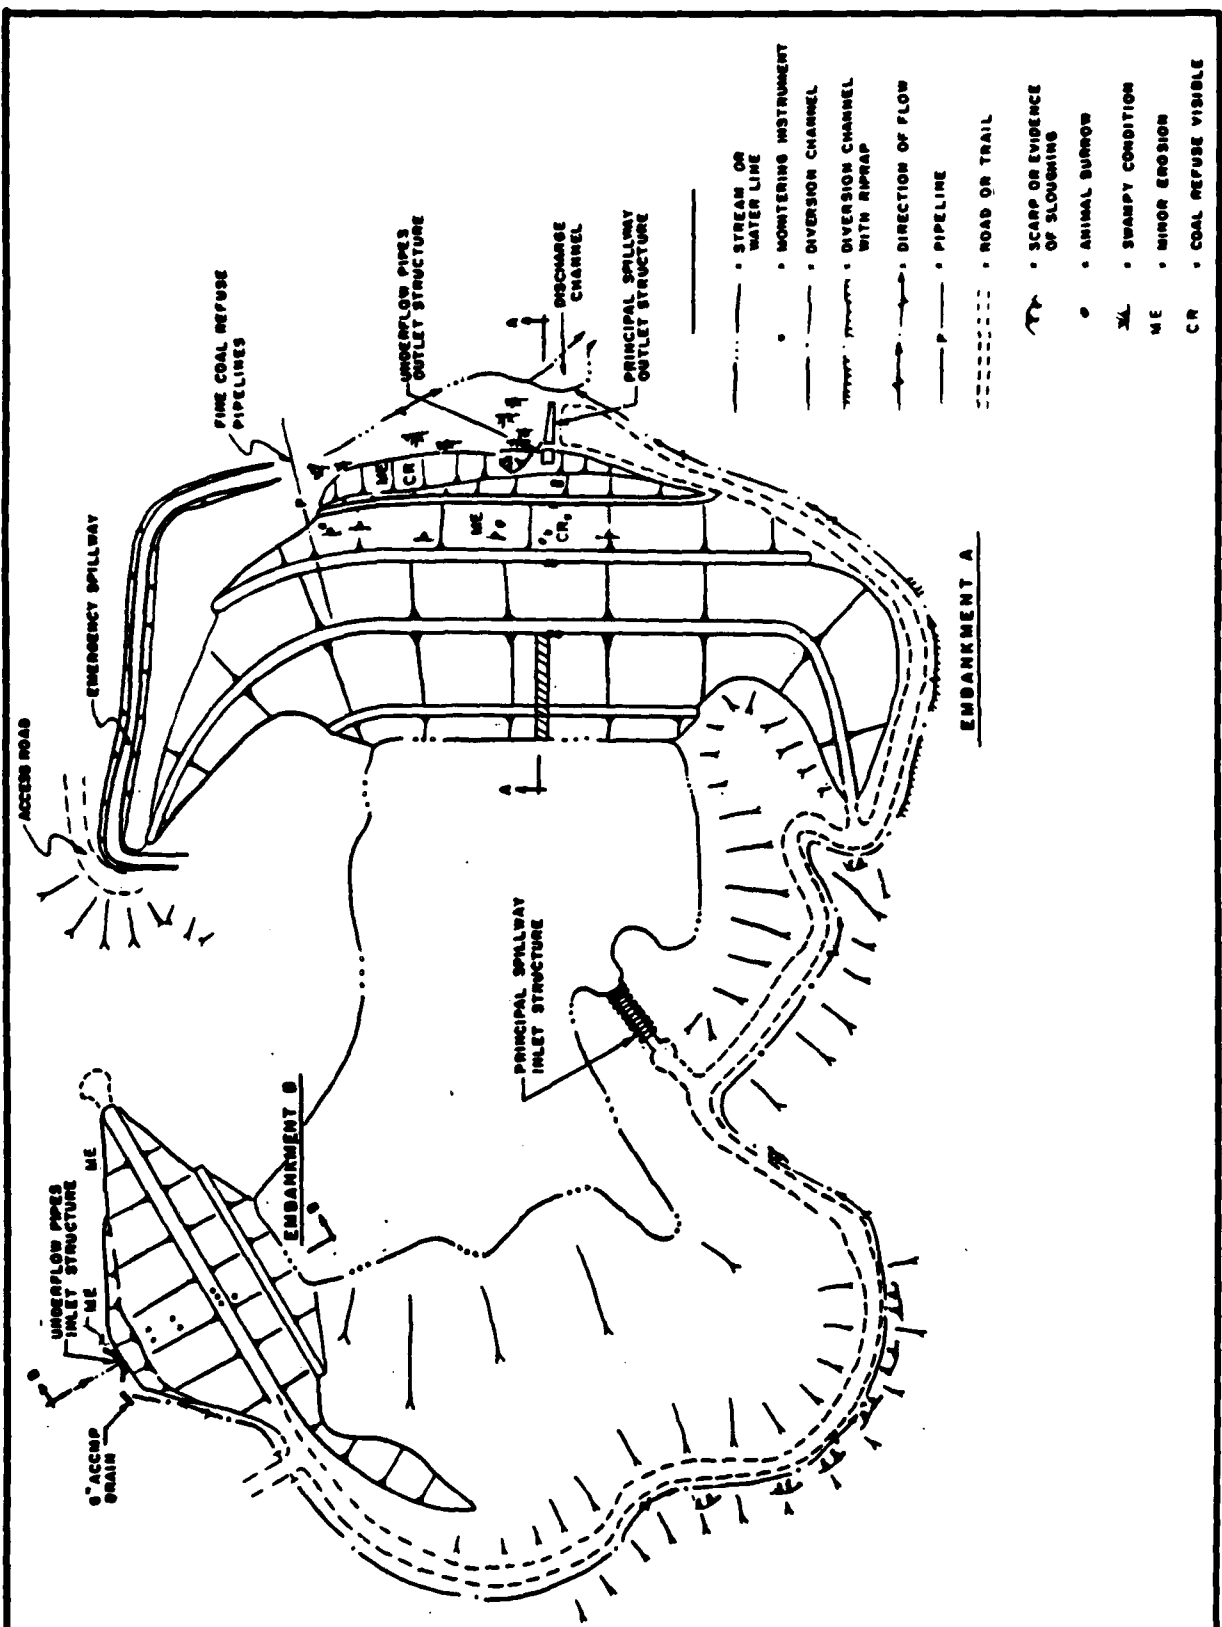 ACCESS ROAD
EMERGENCY SPILLWAY
FINE COAL REFUSE
PIPELINES
P
UNDERFLOW PIPES
OUTLET STRUCTURE
A
DISCHARGE
CHANNEL
PRINCIPAL SPILLWAY
OUTLET STRUCTURE
ME
CR
ME
CR
A
EMBANKMENT A
PRINCIPAL SPILLWAY
INLET STRUCTURE
UNDERFLOW PIPES
INLET STRUCTURE
ME
ME
B
6" ACCMP
DRAIN
EMBANKMENT B
B
STREAM OR
WATER LINE
MONITERING INSTRUMENT
DIVERSION CHANNEL
DIVERSION CHANNEL
WITH RIPRAP
DIRECTION OF FLOW
P PIPELINE
ROAD OR TRAIL
SCARP OR EVIDENCE
OF SLOUGHING
ANIMAL BURROW
SWAMPY CONDITION
ME MINOR EROSION
CR COAL REFUSE VISIBLE